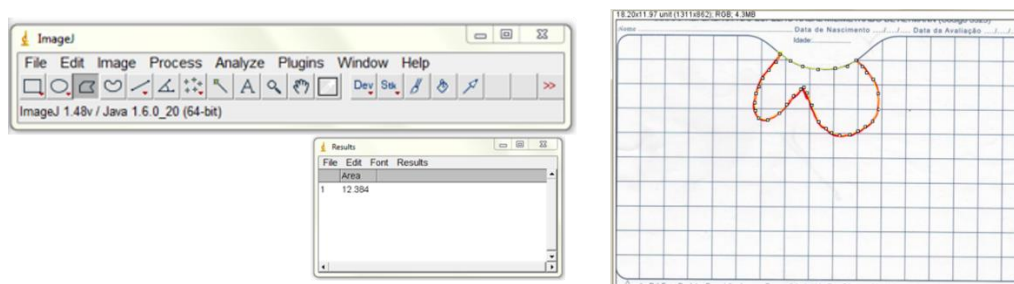 ImageJ
File Edit Image Process Analyze Plugins Window Help
A Dev Stk >>
ImageJ 1.48v / Java 1.6.0_20 (64-bit)
Results
File Edit Font Results
Area
1 12.384
18.20x11.97 unit (1311x862); RGB; 4.3MB
Nome
Data de Nascimento / / Data da Avaliação / /
Idade: